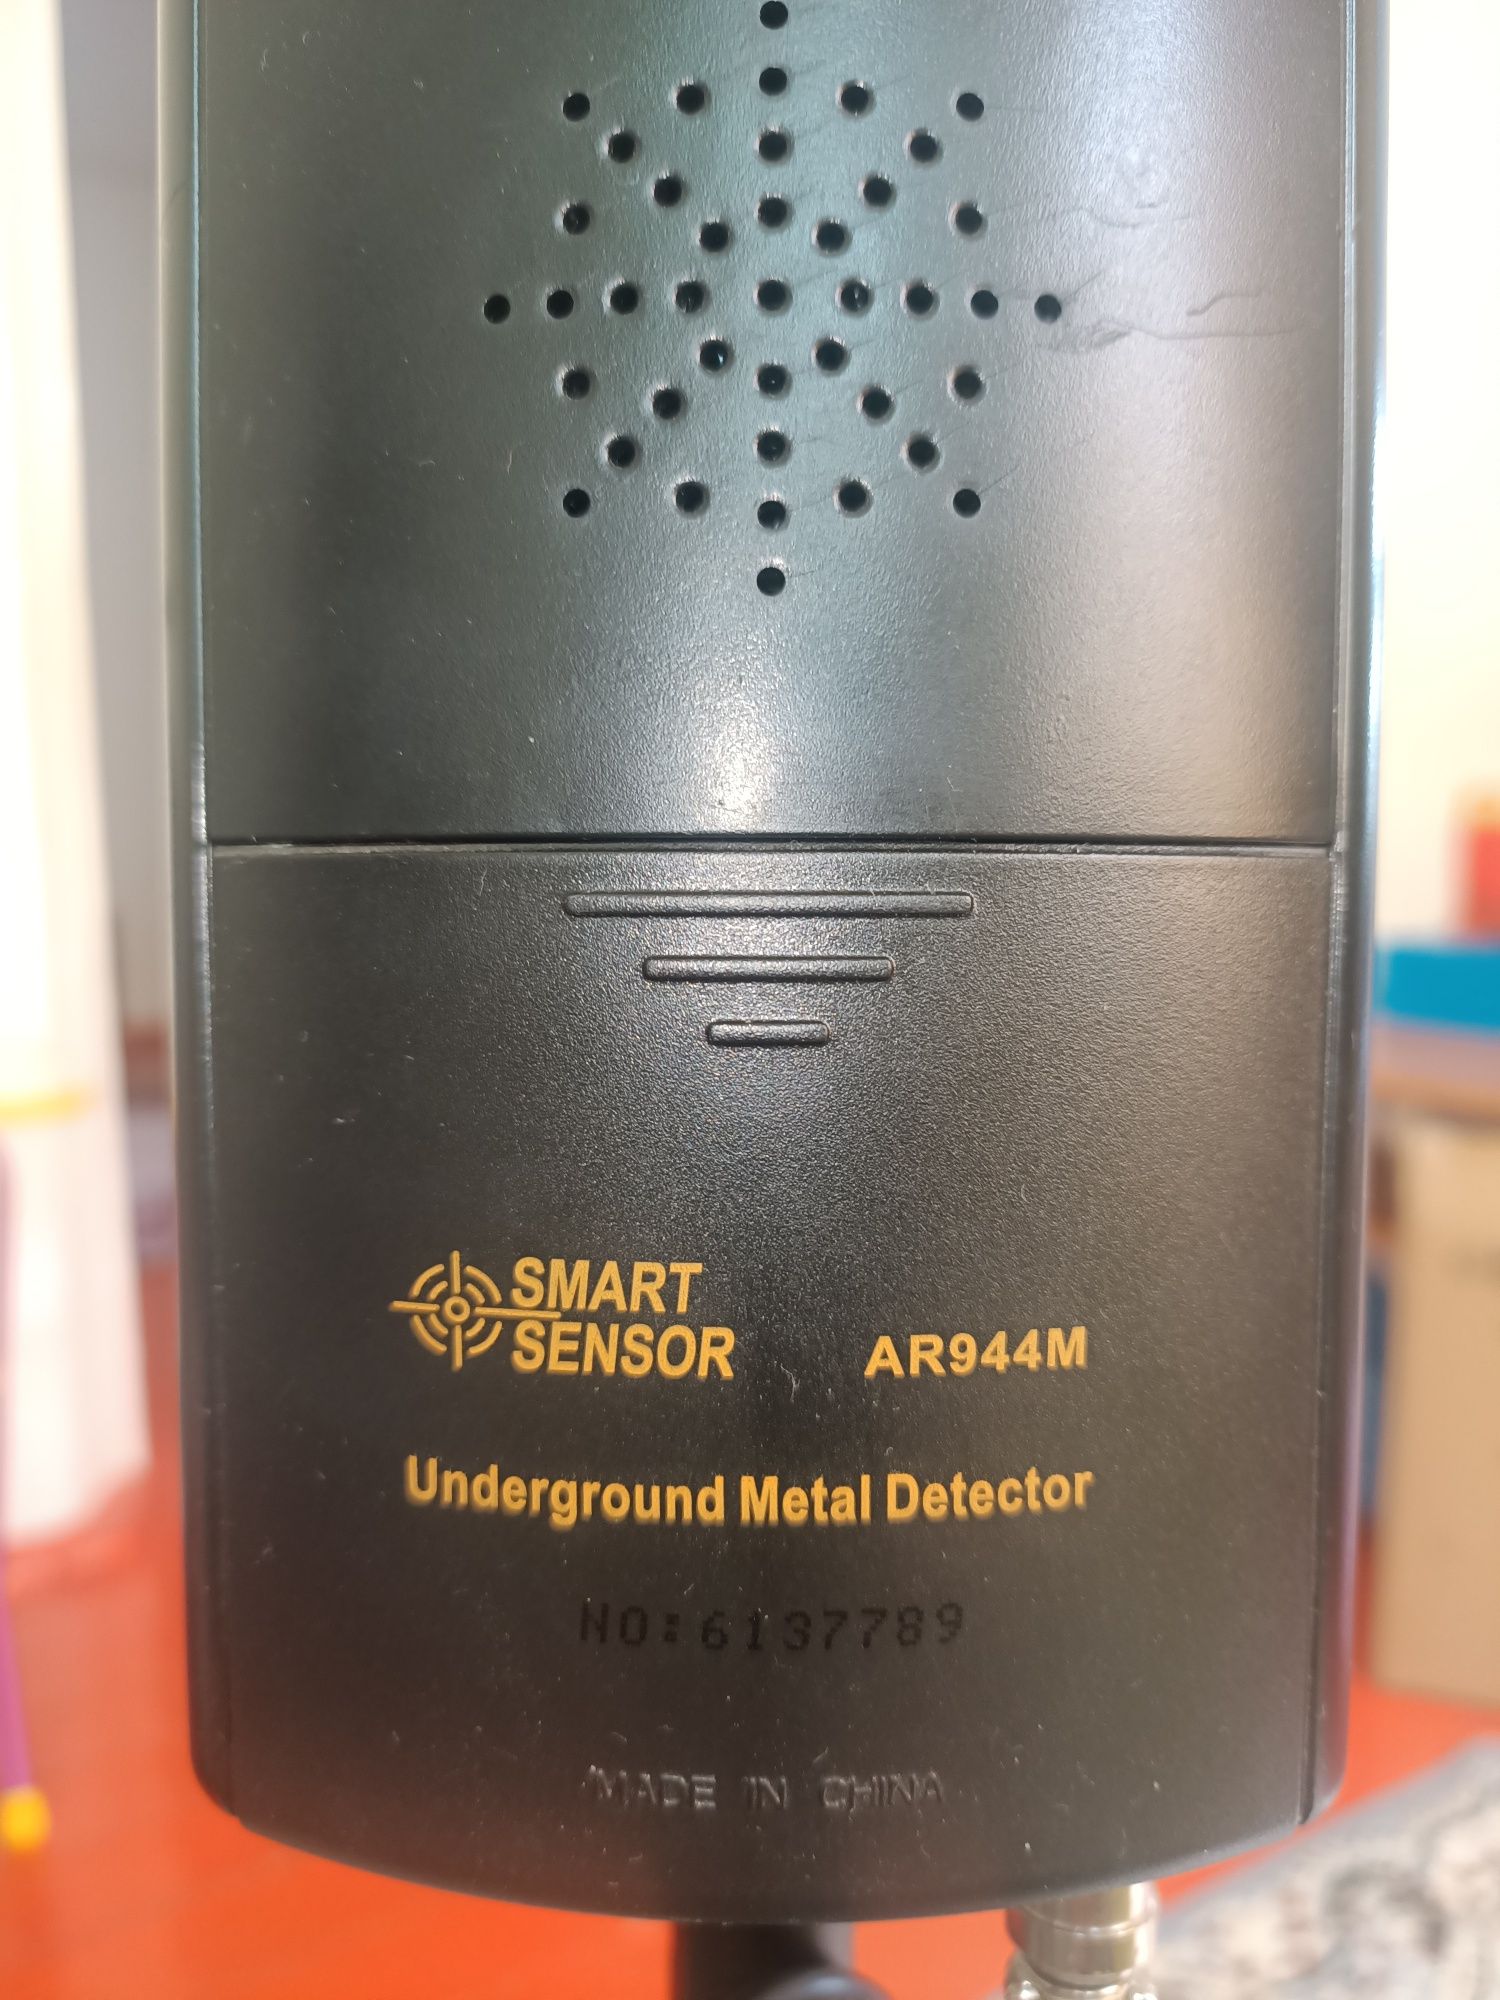 SMART
SENSOR
AR944M
Underground Metal Detector
NO:6137789
MADE IN CHINA